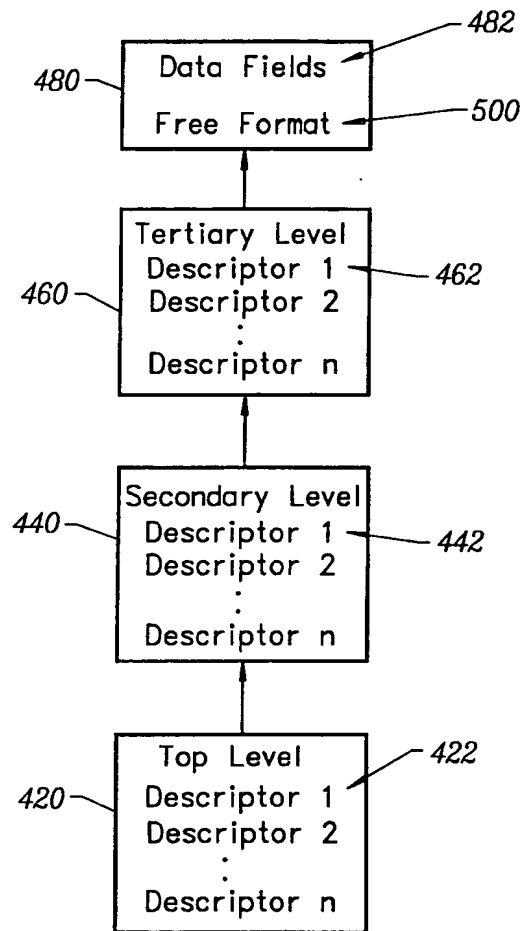 482
Data Fields
480
Free Format
500
Tertiary Level
Descriptor 1
462
460
Descriptor 2
Descriptor n
Secondary Level
440
Descriptor 1
442
Descriptor 2
Descriptor n
Top Level
422
420
Descriptor 1
Descriptor 2
Descriptor n